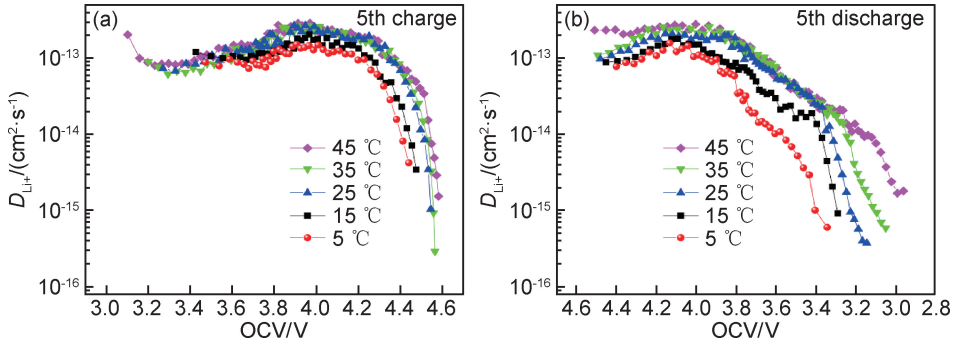 (a)
5th charge
10⁻¹³
10⁻¹⁴
10⁻¹⁵
10⁻¹⁶
D_Li+/(cm²·s⁻¹)
45 ℃
35 ℃
25 ℃
15 ℃
5 ℃
3.0 3.2 3.4 3.6 3.8 4.0 4.2 4.4 4.6
OCV//V
(b)
5th discharge
10⁻¹³
10⁻¹⁴
10⁻¹⁵
10⁻¹⁶
D_Li+/(cm²·s⁻¹)
45 ℃
35 ℃
25 ℃
15 ℃
5 ℃
4.6 4.4 4.2 4.0 3.8 3.6 3.4 3.2 3.0 2.8
OCV//V